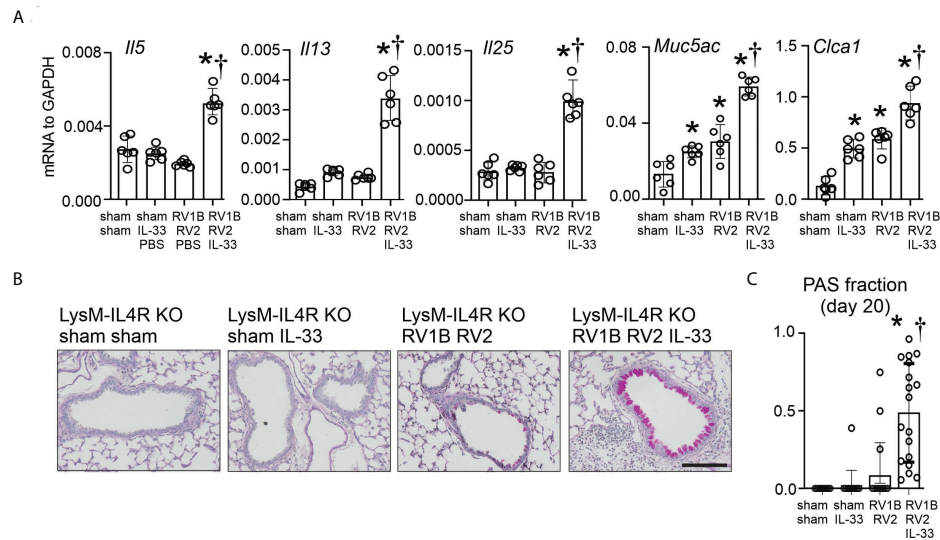 A
Il5
Il13
Il25
Muc5ac
Clca1
mRNA to GAPDH
0.008
0.004
0.000
*†
sham sham
sham IL-33 PBS
RV1B RV2 PBS
RV1B RV2 IL-33
0.005
0.004
0.003
0.002
0.001
0.000
*†
sham sham
sham IL-33
RV1B RV2
RV1B RV2 IL-33
0.0015
0.0010
0.0005
0.0000
*†
sham sham
sham IL-33
RV1B RV2
RV1B RV2 IL-33
0.08
0.04
0.00
*
*
*†
sham sham
sham IL-33
RV1B RV2
RV1B RV2 IL-33
1.5
1.0
0.5
0.0
*
*
*†
sham sham
sham IL-33
RV1B RV2
RV1B RV2 IL-33
B
LysM-IL4R KO
sham sham
LysM-IL4R KO
sham IL-33
LysM-IL4R KO
RV1B RV2
LysM-IL4R KO
RV1B RV2 IL-33
C
PAS fraction
(day 20)
*
†
1.0
0.5
0.0
sham sham
sham IL-33
RV1B RV2
RV1B RV2 IL-33